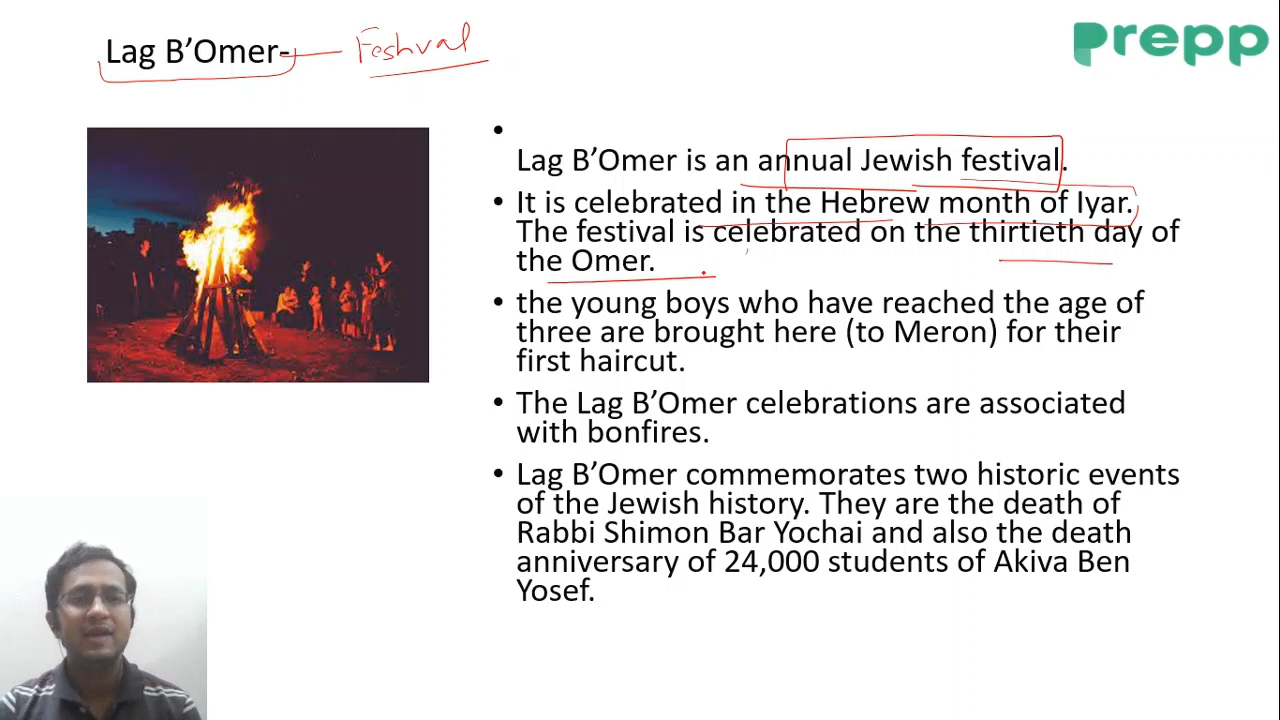 Lag B’Omer-
Festival
Prepp
•
Lag B’Omer is an annual Jewish festival.
• It is celebrated in the Hebrew month of Iyar.
The festival is celebrated on the thirtieth day of
the Omer.
• the young boys who have reached the age of
three are brought here (to Meron) for their
first haircut.
• The Lag B’Omer celebrations are associated
with bonfires.
• Lag B’Omer commemorates two historic events
of the Jewish history. They are the death of
Rabbi Shimon Bar Yochai and also the death
anniversary of 24,000 students of Akiva Ben
Yosef.